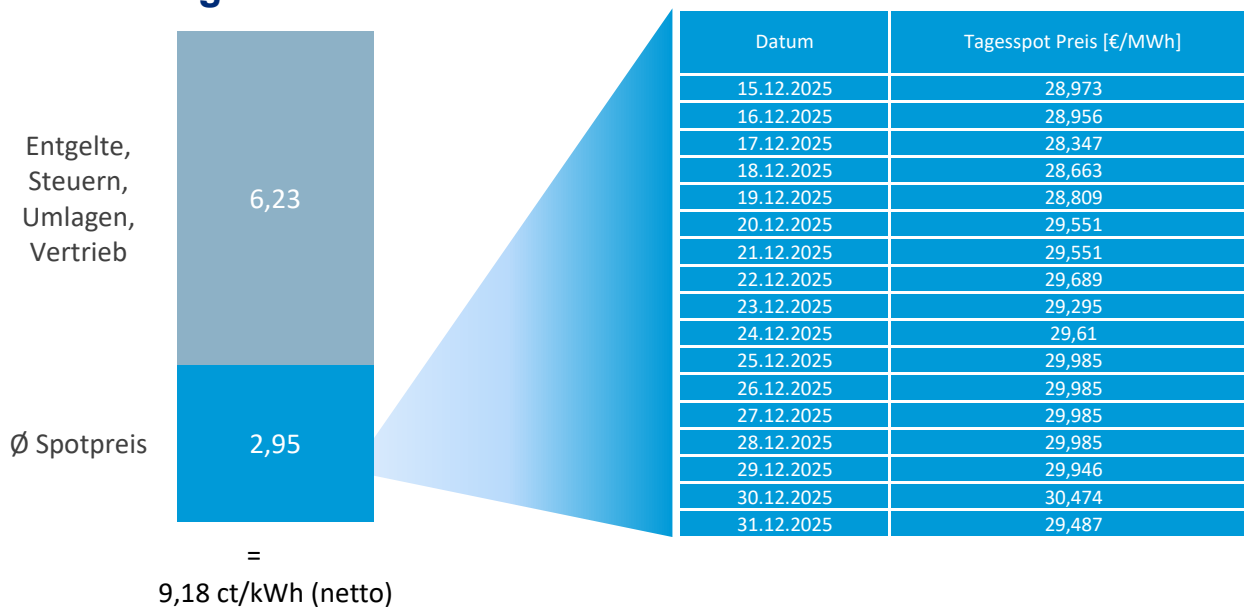 Entgelte,
Steuern,
Umlagen,
Vertrieb
6,23
Ø Spotpreis
2,95
=
9,18 ct/kWh (netto)
Datum Tagesspot Preis [€/MWh]
15.12.2025 28,973
16.12.2025 28,956
17.12.2025 28,347
18.12.2025 28,663
19.12.2025 28,809
20.12.2025 29,551
21.12.2025 29,551
22.12.2025 29,689
23.12.2025 29,295
24.12.2025 29,61
25.12.2025 29,985
26.12.2025 29,985
27.12.2025 29,985
28.12.2025 29,985
29.12.2025 29,946
30.12.2025 30,474
31.12.2025 29,487